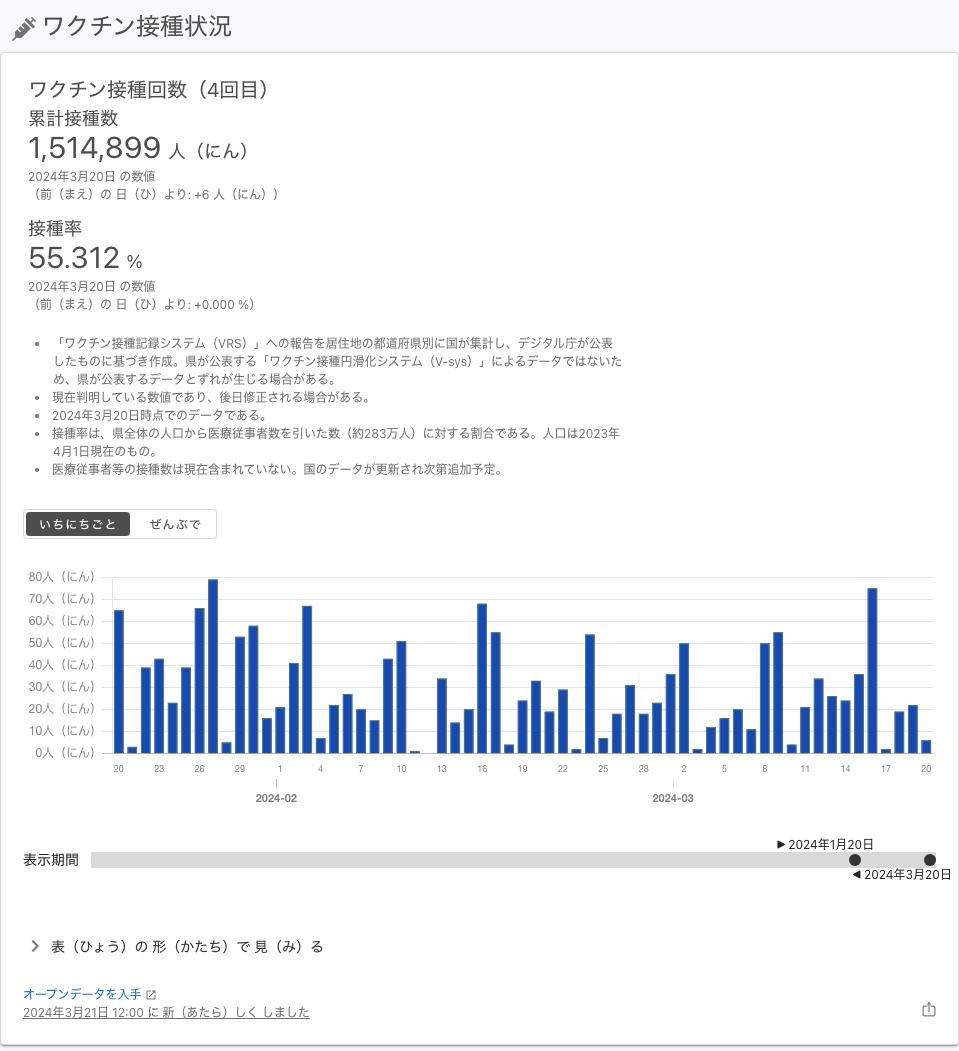 ワクチン接種状況
ワクチン接種回数（4回目）
累計接種数
1,514,899 人（にん）
2024年3月20日 の数値
（前（まえ）の 日（ひ）より: +6 人（にん））
接種率
55.312 %
2024年3月20日 の数値
（前（まえ）の 日（ひ）より: +0.000 %）
• 「ワクチン接種記録システム（VRS）」への報告を居住地の都道府県別に国が集計し、デジタル庁が公表
したものに基づき作成。県が公表する「ワクチン接種円滑化システム（V-sys）」によるデータではないた
め、県が公表するデータとずれが生じる場合がある。
• 現在判明している数値であり、後日修正される場合がある。
• 2024年3月20日時点でのデータである。
• 接種率は、県全体の人口から医療従事者数を引いた数（約283万人）に対する割合である。人口は2023年
4月1日現在のもの。
• 医療従事者等の接種数は現在含まれていない。国のデータが更新され次第追加予定。
いちにちごと ぜんぶで
80人（にん）
70人（にん）
60人（にん）
50人（にん）
40人（にん）
30人（にん）
20人（にん）
10人（にん）
0人（にん）
20 23 26 29 1 4 7 10 13 16 19 22 25 28 2 5 8 11 14 17 20
2024-02 2024-03
▶ 2024年1月20日
表示期間
◀ 2024年3月20日
表（ひょう）の 形（かたち）で 見（み）る
オープンデータを入手
2024年3月21日 12:00 に 新（あたら）しく しました